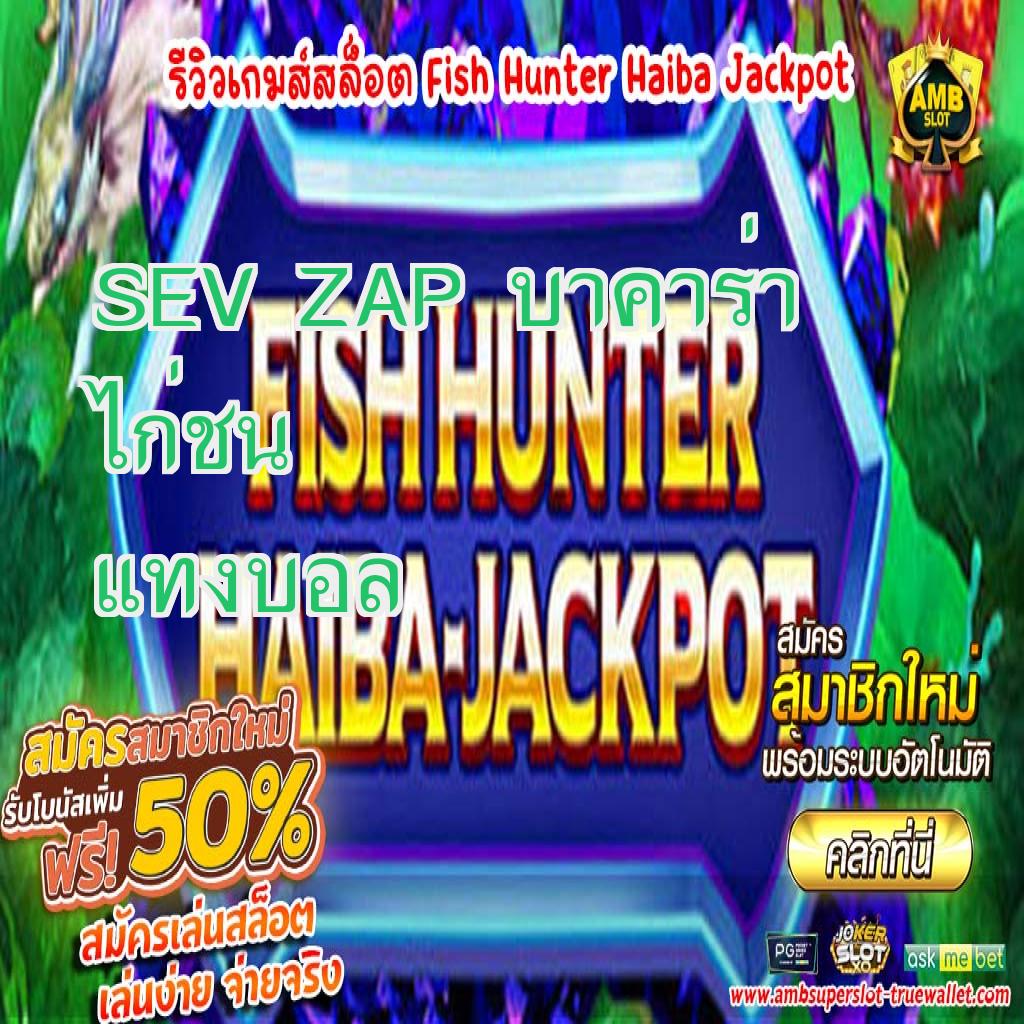 รีวิวเกมส์สล็อต Fish Hunter Haiba Jackpot
AMB
SLOT
SEV ZAP บาคาร่า
FISH HUNTER
ไก่ชน
แทงบอล
HAIBA-JACKPOT
สมัคร
สมาชิกใหม่
พร้อมระบบอัตโนมัติ
คลิกที่นี่
สมัครสมาชิกใหม่
รับโบนัสเพิ่ม
ฟรี! 50%
สมัครเล่นสล็อต
เล่นง่าย จ่ายจริง
PG
JOKER
SLOT
XO
ask me bet
www.ambsuperslot-truewallet.com